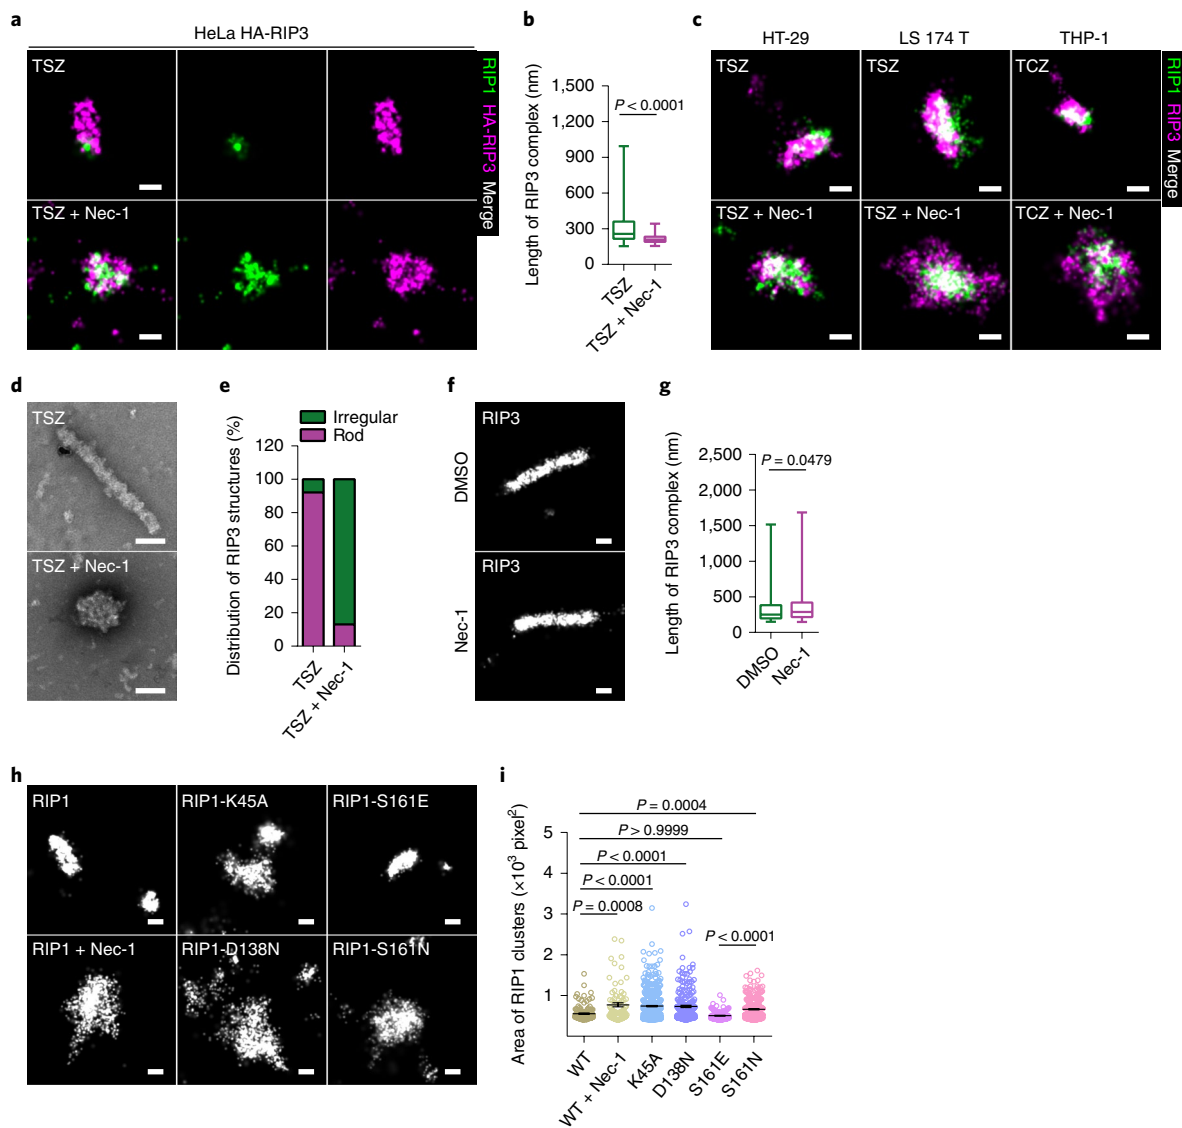 a
HeLa HA-RIP3
TSZ
TSZ + Nec-1
RIP1 HA-RIP3 Merge
b
Length of RIP3 complex (nm)
1,500
1,200
900
600
300
0
P < 0.0001
TSZ
TSZ + Nec-1
c
HT-29
LS 174 T
THP-1
TSZ
TSZ
TCZ
TSZ + Nec-1
TSZ + Nec-1
TCZ + Nec-1
RIP1 RIP3 Merge
d
TSZ
TSZ + Nec-1
e
Irregular
Rod
Distribution of RIP3 structures (%)
120
100
80
60
40
20
0
TSZ
TSZ + Nec-1
f
DMSO
RIP3
Nec-1
RIP3
g
Length of RIP3 complex (nm)
2,500
2,000
1,500
1,000
500
0
P = 0.0479
DMSO
Nec-1
h
RIP1
RIP1-K45A
RIP1-S161E
RIP1 + Nec-1
RIP1-D138N
RIP1-S161N
i
Area of RIP1 clusters (×10³ pixel²)
5
4
3
2
1
P = 0.0004
P > 0.9999
P < 0.0001
P < 0.0001
P = 0.0008
P < 0.0001
WT
WT + Nec-1
K45A
D138N
S161E
S161N